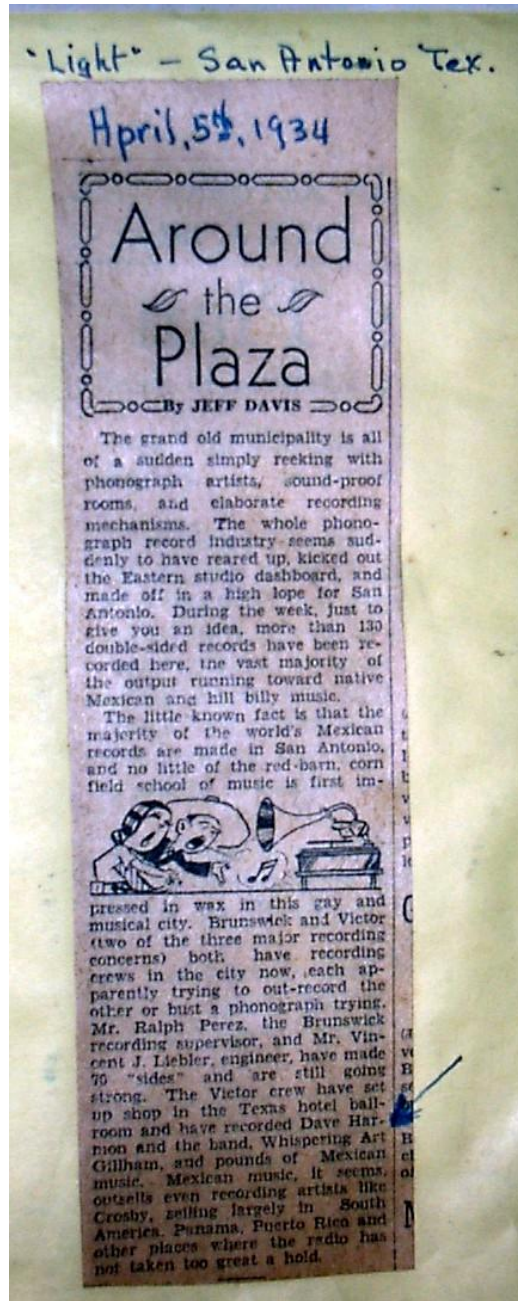 "Light" - San Antonio Tex.
April, 5th, 1934
Around
the
Plaza
By JEFF DAVIS
The grand old municipality is all
of a sudden simply reeking with
phonograph artists, sound-proof
rooms, and elaborate recording
mechanisms. The whole phono-
graph record industry seems sud-
denly to have reared up, kicked out
the Eastern studio dashboard, and
made off in a high lope for San
Antonio. During the week, just to
give you an idea, more than 130
double-sided records have been re-
corded here, the vast majority of
the output running toward native
Mexican and hill billy music.
The little known fact is that the
majority of the world's Mexican
records are made in San Antonio,
and no little of the red-barn, corn
field school of music is first im-
pressed in wax in this gay and
musical city. Brunswick and Victor
(two of the three major recording
concerns) both have recording
crews in the city now, each ap-
parently trying to out-record the
other or bust a phonograph trying.
Mr. Ralph Perez, the Brunswick
recording supervisor, and Mr. Vin-
cent J. Liebler, engineer, have made
70 "sides" and are still going
strong. The Victor crew have set
up shop in the Texas hotel ball-
room and have recorded Dave Har-
mon and the band, Whispering Art
Gillham, and pounds of Mexican
music. Mexican music, it seems,
outsells even recording artists like
Crosby, selling largely in South
America, Panama, Puerto Rico and
other places where the radio has
not taken too great a hold.